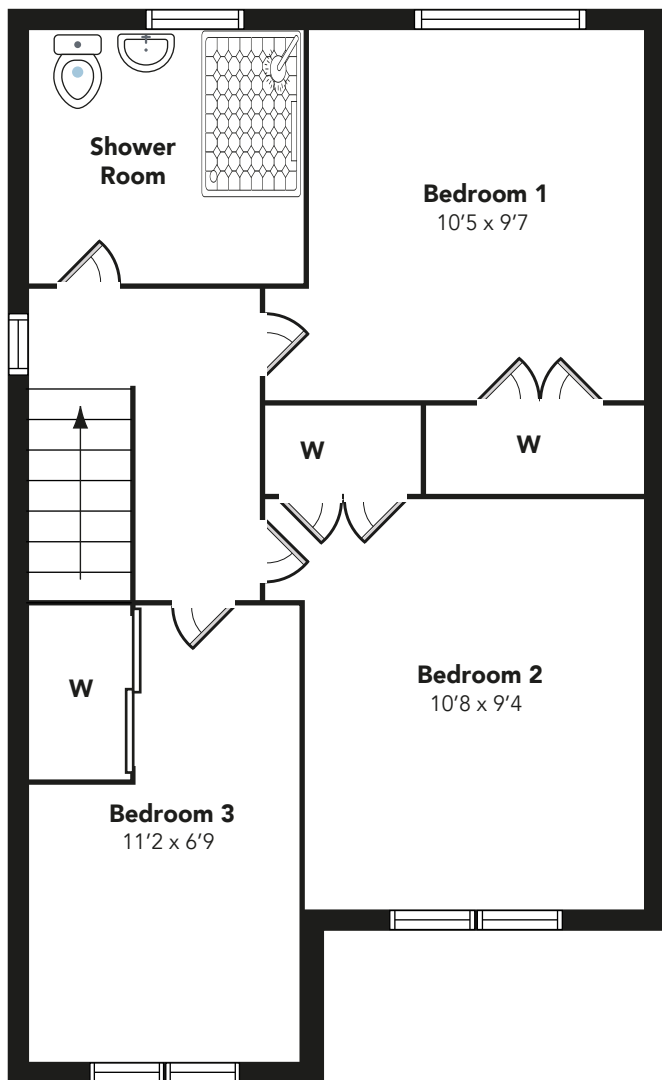 Shower
Room
Bedroom 1
10'5 x 9'7
W
W
Bedroom 2
10'8 x 9'4
W
Bedroom 3
11'2 x 6'9